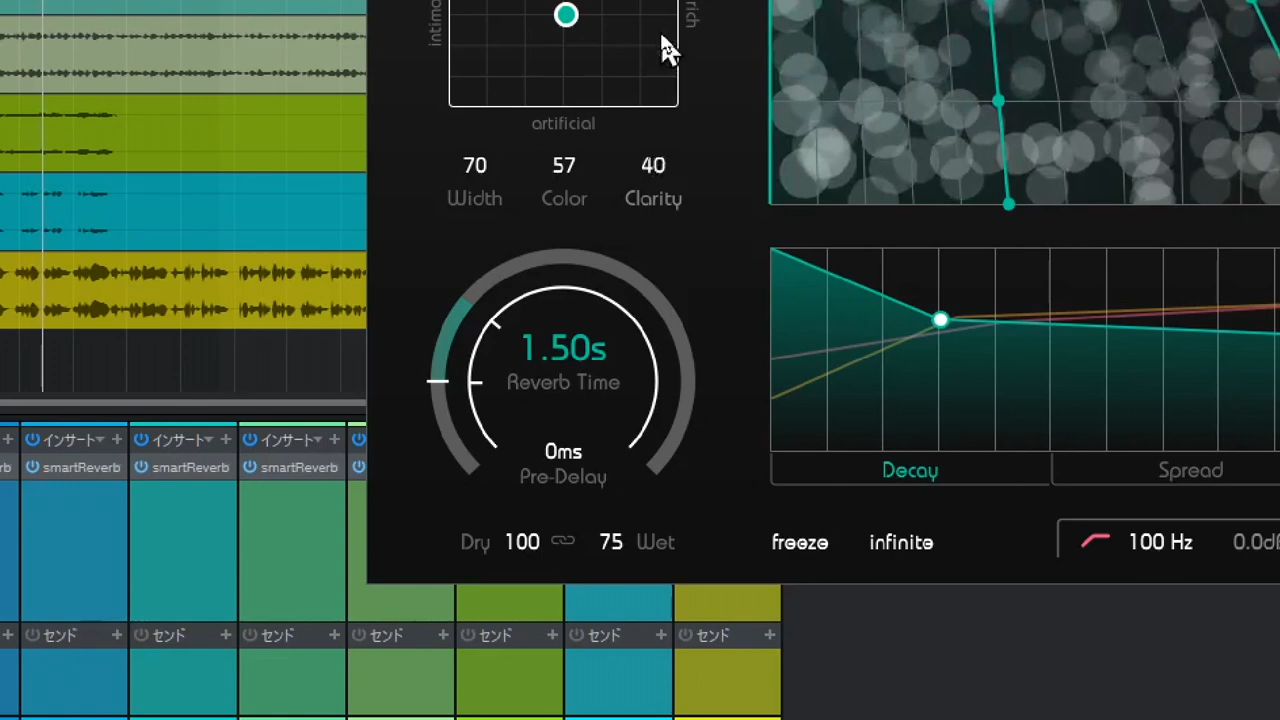 rich
artificial
70 57 40
Width Color Clarity
1.50s
Reverb Time
0ms
Pre-Delay
Decay Spread
Dry 100 75 Wet freeze infinite 100 Hz
インサート インサート インサート
smartReverb smartReverb smartReverb
センド センド センド センド センド センド センド